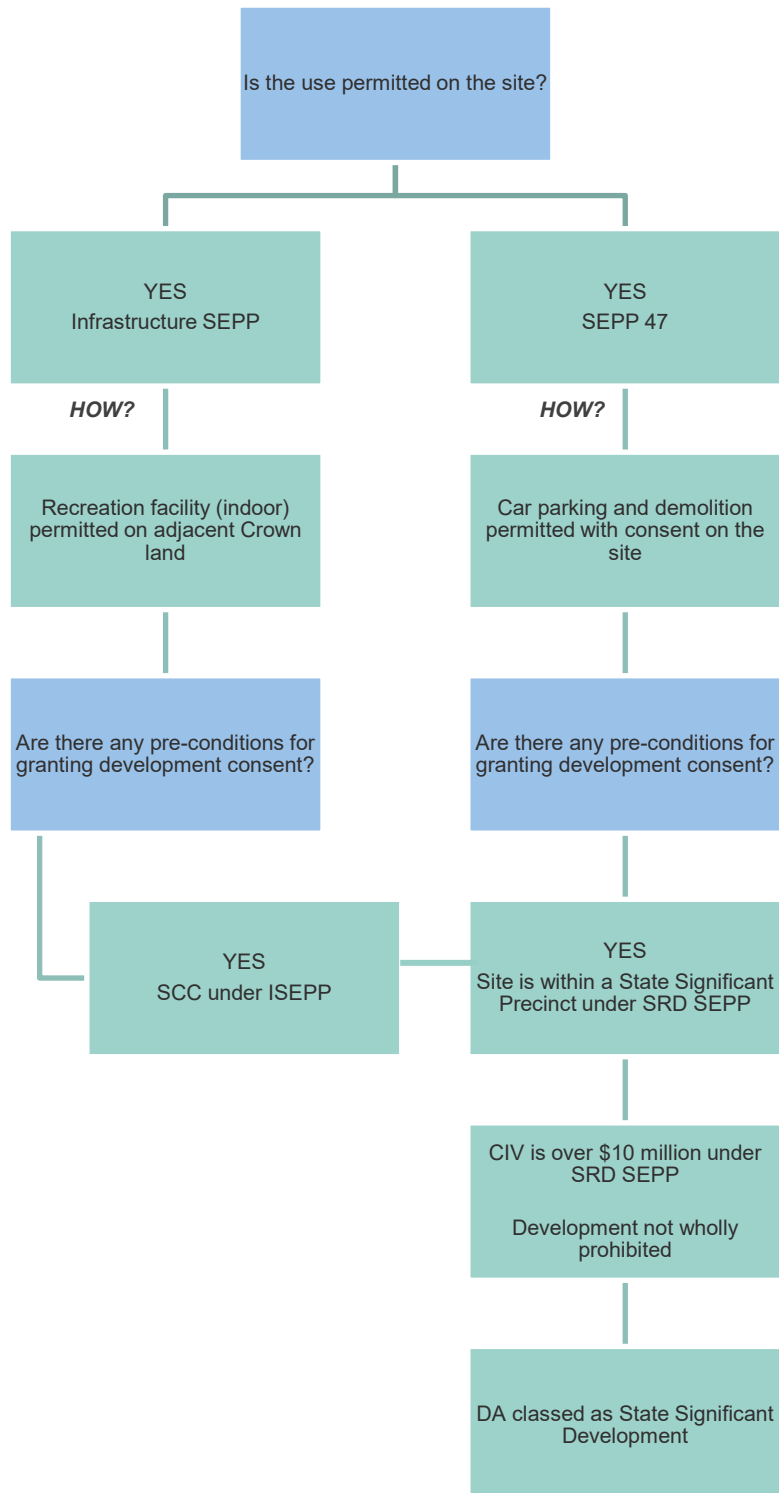 Is the use permitted on the site?
YES
Infrastructure SEPP
YES
SEPP 47
HOW?
HOW?
Recreation facility (indoor)
permitted on adjacent Crown
land
Car parking and demolition
permitted with consent on the
site
Are there any pre-conditions for
granting development consent?
Are there any pre-conditions for
granting development consent?
YES
SCC under ISEPP
YES
Site is within a State Significant
Precinct under SRD SEPP
CIV is over $10 million under
SRD SEPP
Development not wholly
prohibited
DA classed as State Significant
Development